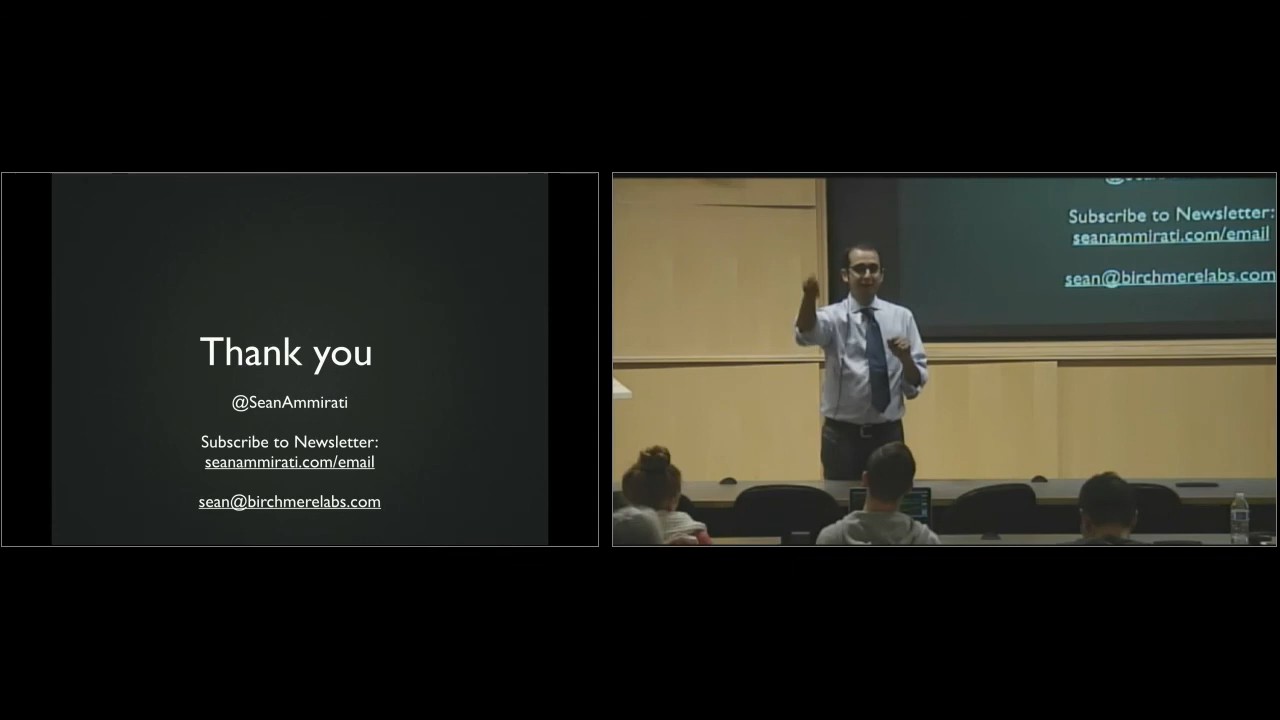 Thank you
@SeanAmmirati
Subscribe to Newsletter:
seanammirati.com/email
sean@birchmerelabs.com
Subscribe to Newsletter:
seanammirati.com/email
sean@birchmerelabs.com